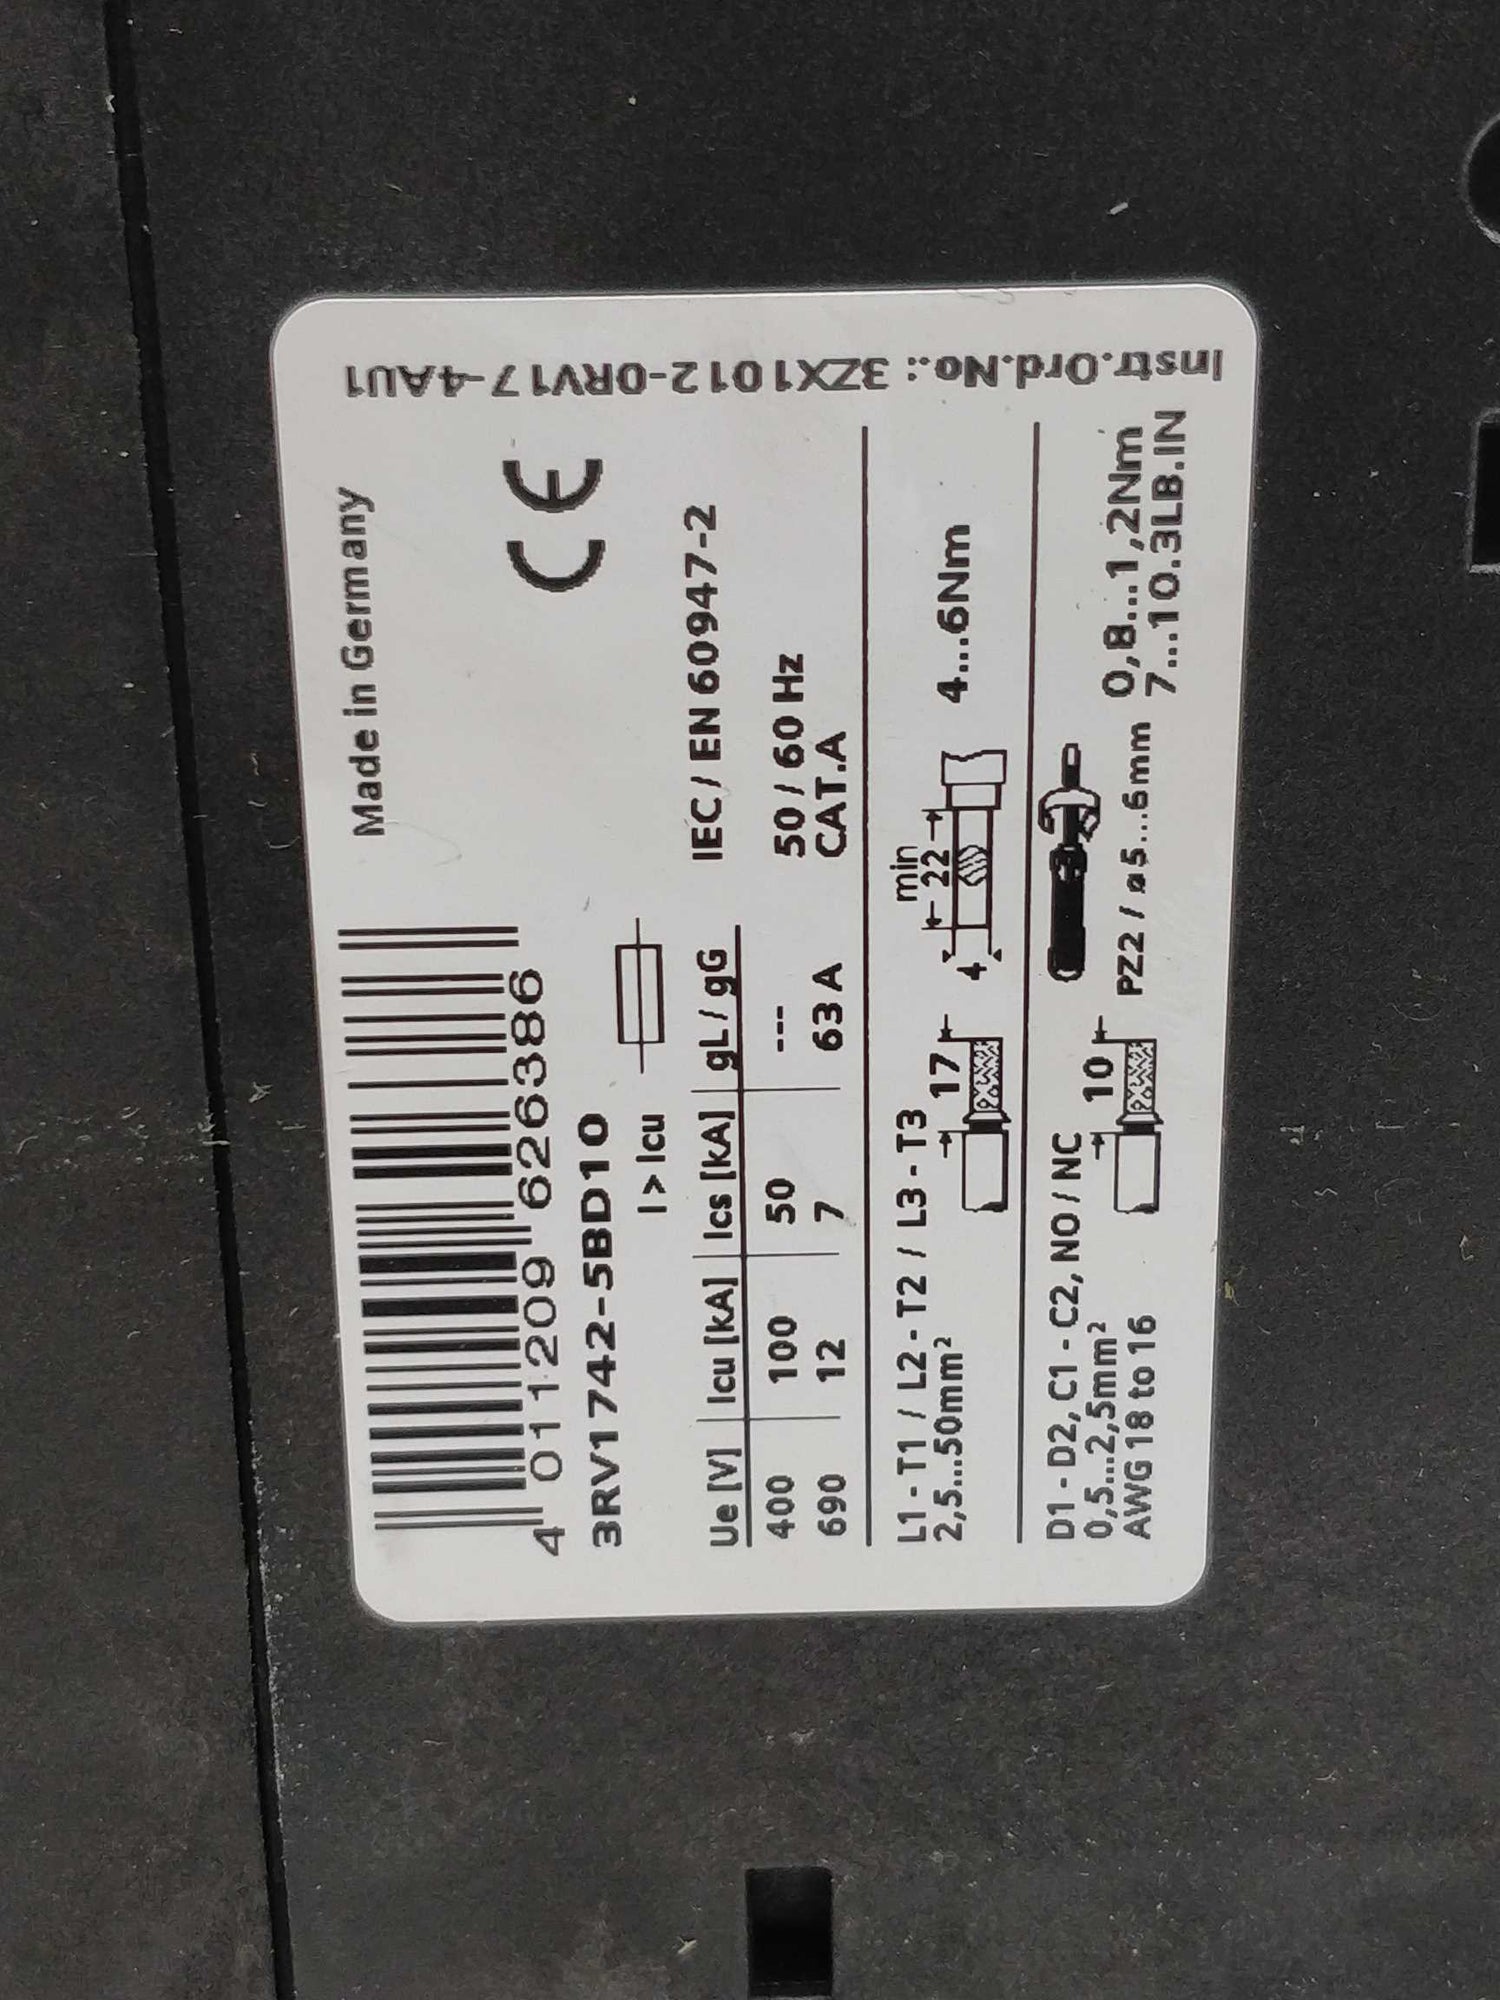 Made in Germany
4 011209 626386
CE
3RV1742-5BD10
I > Icu
IEC / EN 60947-2
Ue [V] Icu [kA] Ics [kA] gL / gG
400 100 50 --- 50 / 60 Hz
690 12 7 63 A CAT.A
L1 - T1 / L2 - T2 / L3 - T3
2,5...50mm²
17
min
22
4
4...6Nm
D1 - D2, C1 - C2, NO / NC
0,5...2,5mm²
AWG 18 to 16
10
PZ2 / ø5...6mm
0,8...1,2Nm
7...10.3LB.IN
Instr.Ord.No.: 3ZX1012-0RV17-4AU1